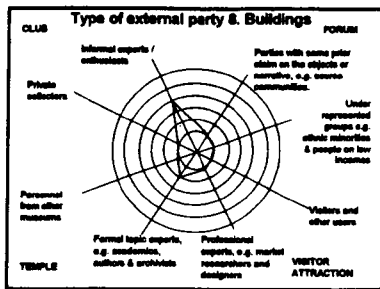 Type of external party & Buildings
CLUB
FORUM
Informal experts /
enthusiasts
Parties with some prior
claim on the objects or
narrative, e.g. source
communities.
Private
collectors
Under
represented
groups e.g.
ethnic minorities
& people on low
incomes
Personnel
from other
museums
Visitors and
other users
Formal topic experts,
e.g. academics,
authors & archivists
Professional
experts, e.g. market
researchers and
designers
TEMPLE
VISITOR
ATTRACTION